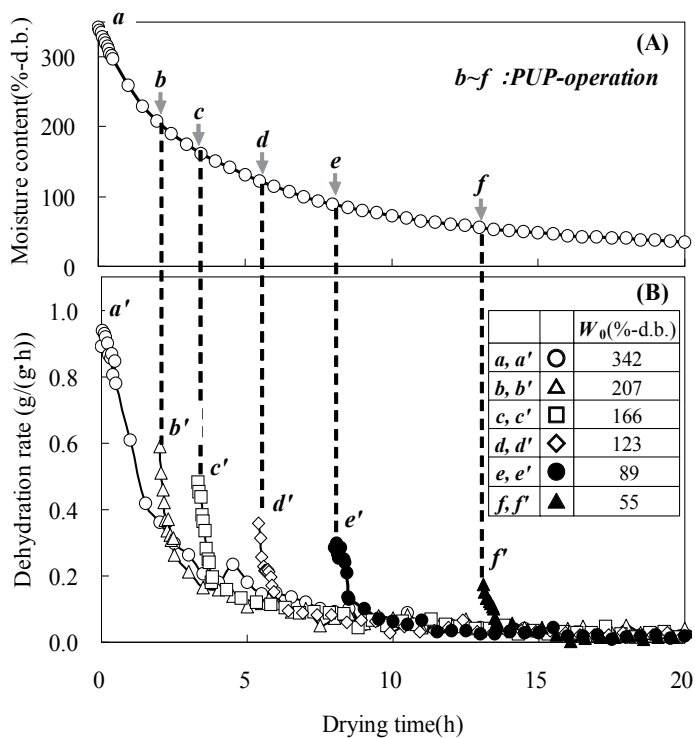 a
(A)
b~f :PUP-operation
b
c
d
e
f
300
200
100
0
Moisture content(%-d.b.)
a'
(B)
W₀(%-d.b.)
a, a' 342
b, b' 207
c, c' 166
d, d' 123
e, e' 89
f, f' 55
b'
c'
d'
e'
f'
1.0
0.8
0.6
0.4
0.2
0.0
Dehydration rate (g/(g·h)
0 5 10 15 20
Drying time(h)